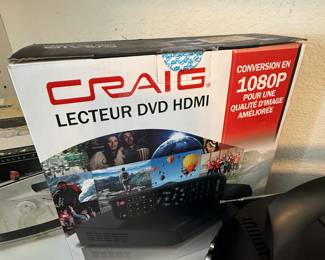 CRAIG
LECTEUR DVD HDMI
CONVERSION EN
1080P
POUR UNE
QUALITÉ D'IMAGE
AMÉLIORÉE